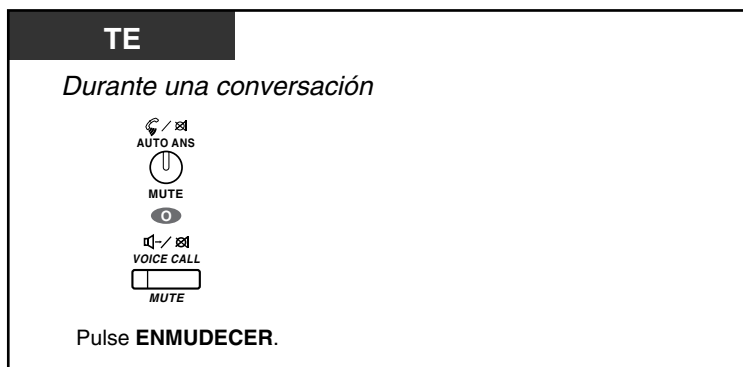 TE
Durante una conversación
AUTO ANS
MUTE
O
VOICE CALL
MUTE
Pulse ENMUDECER.